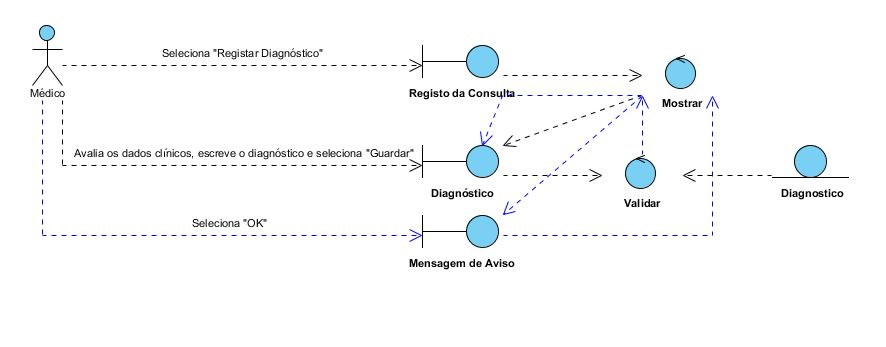 Seleciona "Registar Diagnóstico"
Médico
Registo da Consulta
Mostrar
Avalia os dados clínicos, escreve o diagnóstico e seleciona "Guardar"
Diagnóstico
Validar
Diagnostico
Seleciona "OK"
Mensagem de Aviso